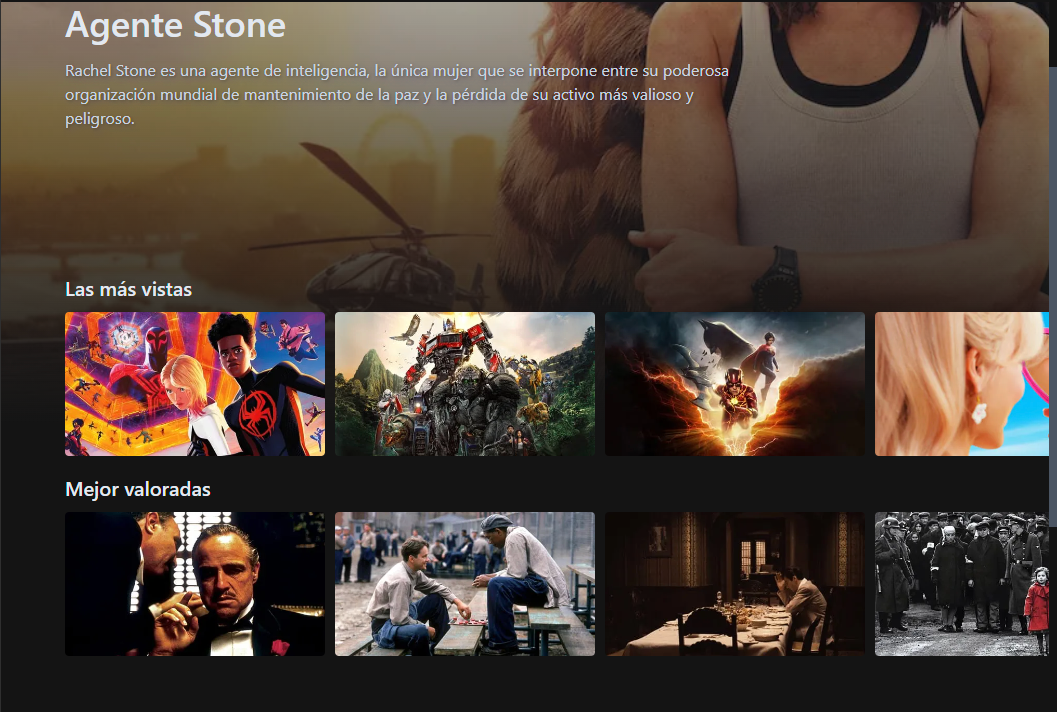 Agente Stone
Rachel Stone es una agente de inteligencia, la única mujer que se interpone entre su poderosa
organización mundial de mantenimiento de la paz y la pérdida de su activo más valioso y
peligroso.
Las más vistas
Mejor valoradas